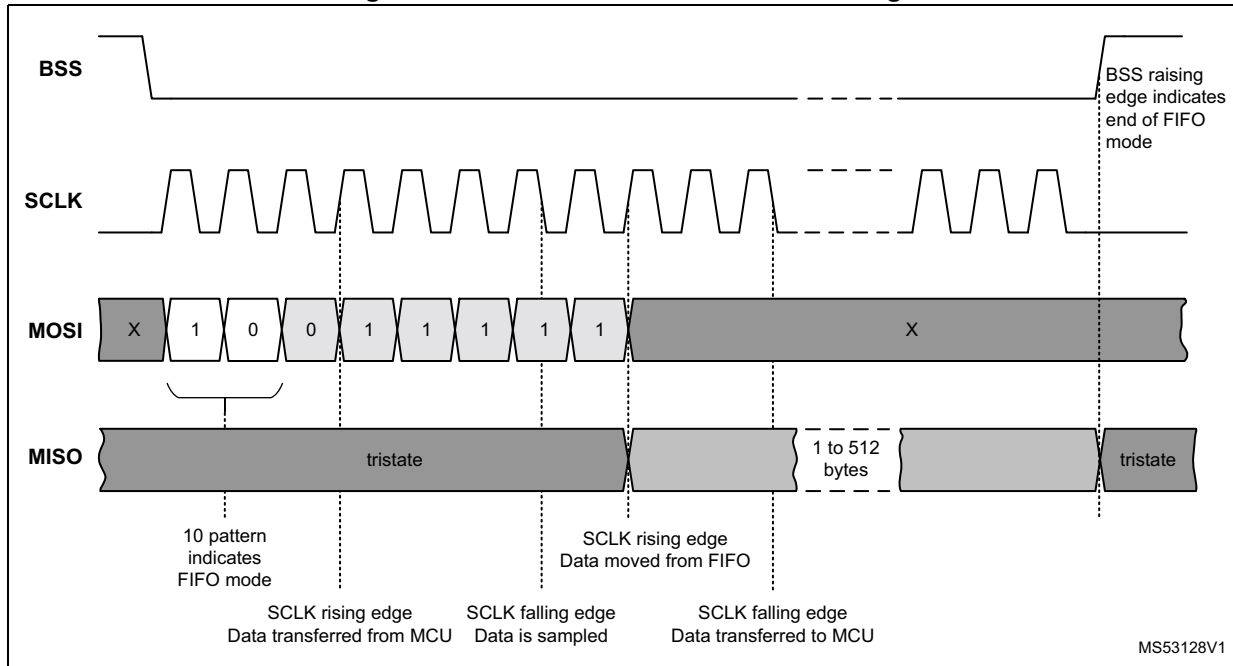 BSS
BSS raising
edge indicates
end of FIFO
mode
SCLK
MOSI
X
1
0
0
1
1
1
1
1
X
MISO
tristate
1 to 512
bytes
tristate
10 pattern
indicates
FIFO mode
SCLK rising edge
Data moved from FIFO
SCLK rising edge
Data transferred from MCU
SCLK falling edge
Data is sampled
SCLK falling edge
Data transferred to MCU
MS53128V1